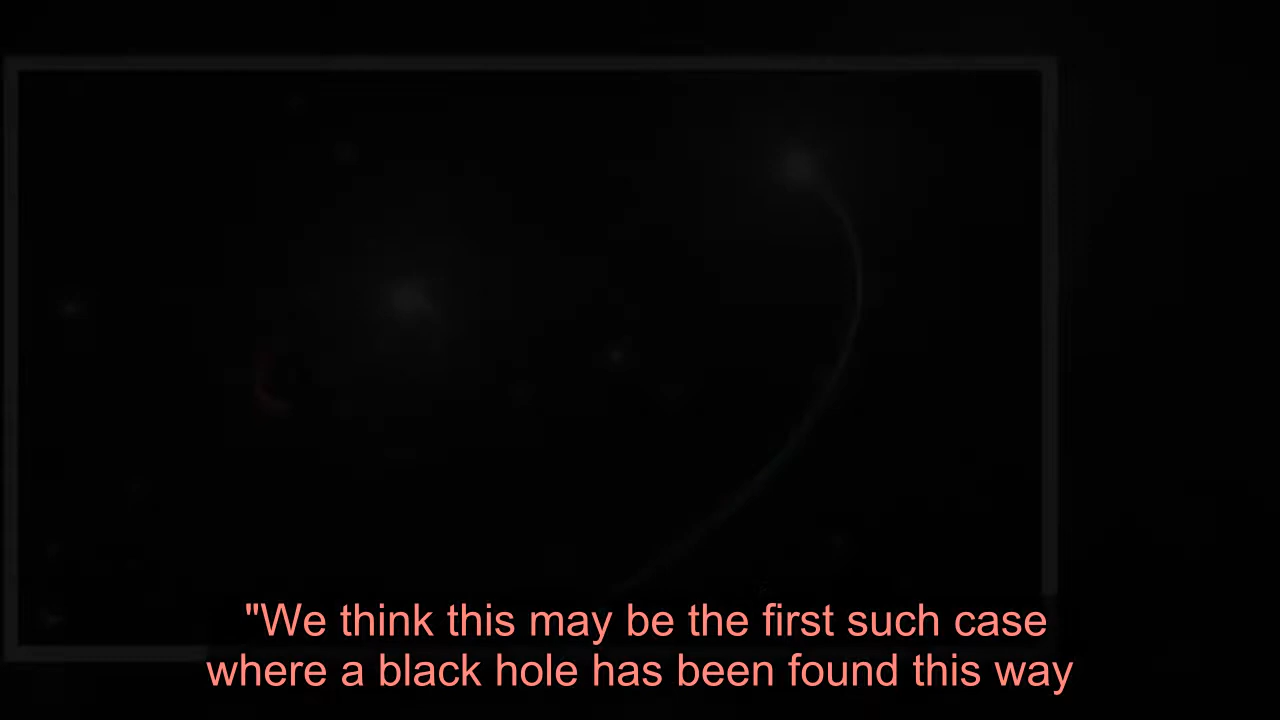 "We think this may be the first such case
where a black hole has been found this way